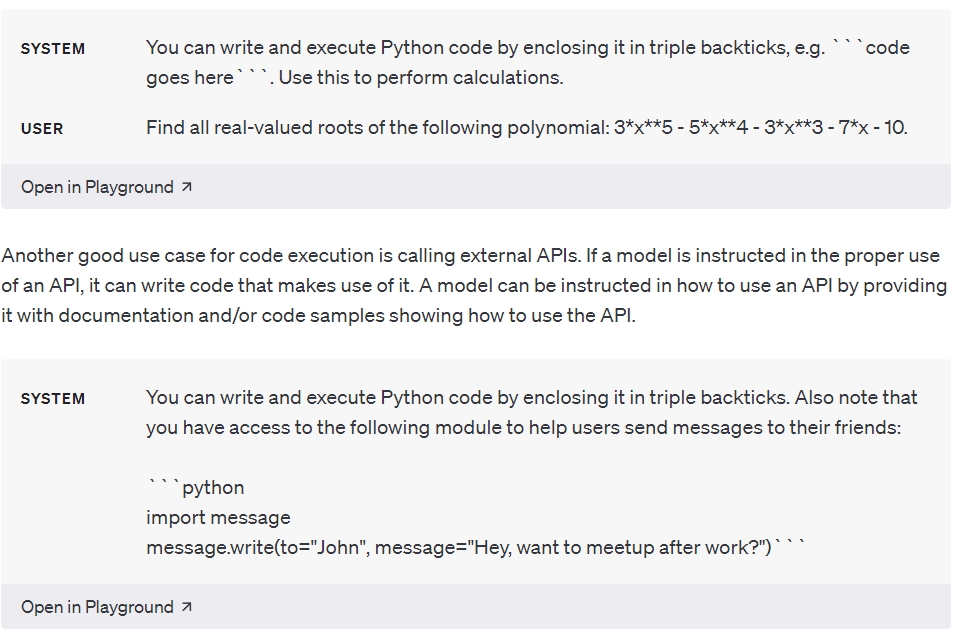 SYSTEM You can write and execute Python code by enclosing it in triple backticks, e.g. ```code
goes here```. Use this to perform calculations.
USER Find all real-valued roots of the following polynomial: 3*x**5 - 5*x**4 - 3*x**3 - 7*x - 10.
Open in Playground ↗
Another good use case for code execution is calling external APIs. If a model is instructed in the proper use
of an API, it can write code that makes use of it. A model can be instructed in how to use an API by providing
it with documentation and/or code samples showing how to use the API.
SYSTEM You can write and execute Python code by enclosing it in triple backticks. Also note that
you have access to the following module to help users send messages to their friends:
```python
import message
message.write(to="John", message="Hey, want to meetup after work?")```
Open in Playground ↗